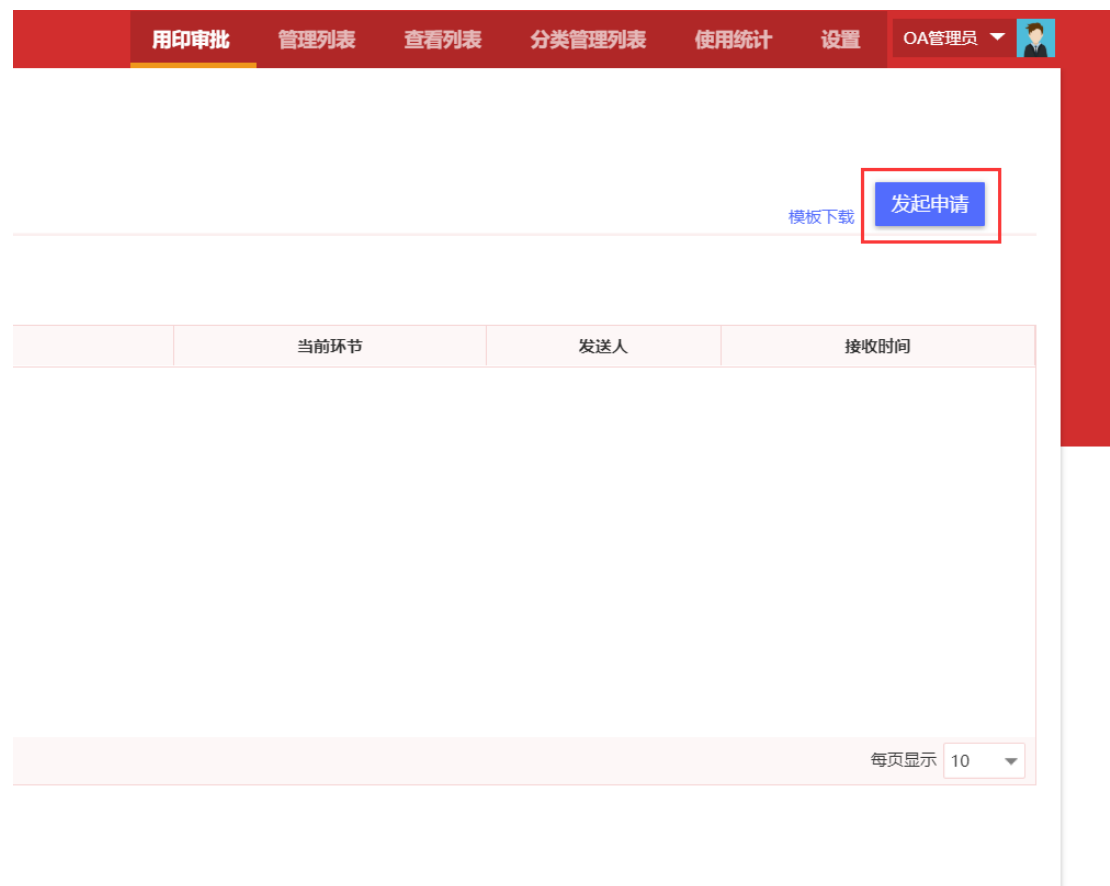 用印审批 管理列表 查看列表 分类管理列表 使用统计 设置 OA管理员
模板下载 发起申请
当前环节 发送人 接收时间
每页显示 10